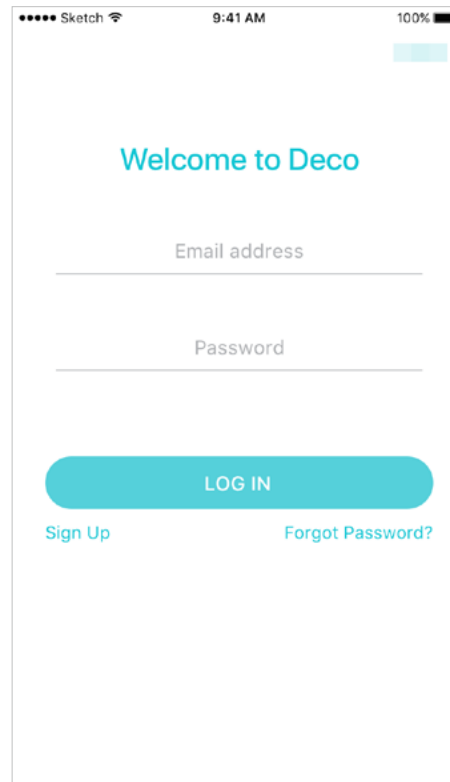 Sketch 9:41 AM 100%
Welcome to Deco
Email address
Password
LOG IN
Sign Up Forgot Password?